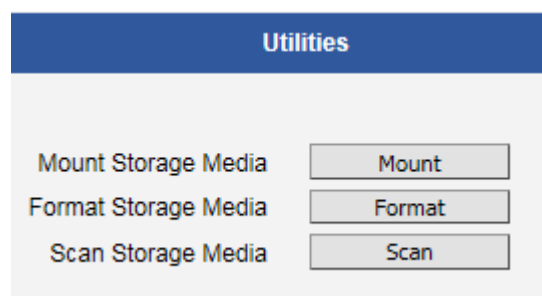 Utilities
Mount Storage Media Mount
Format Storage Media Format
Scan Storage Media Scan